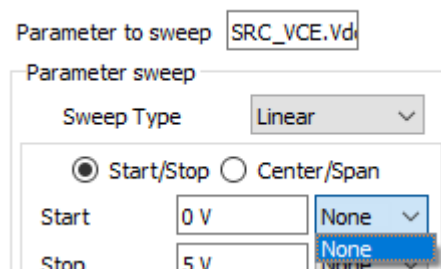 Parameter to sweep SRC_VCE.Vd
Parameter sweep
Sweep Type Linear
Start/Stop Center/Span
Start 0 V None
None
Stop 5 V None